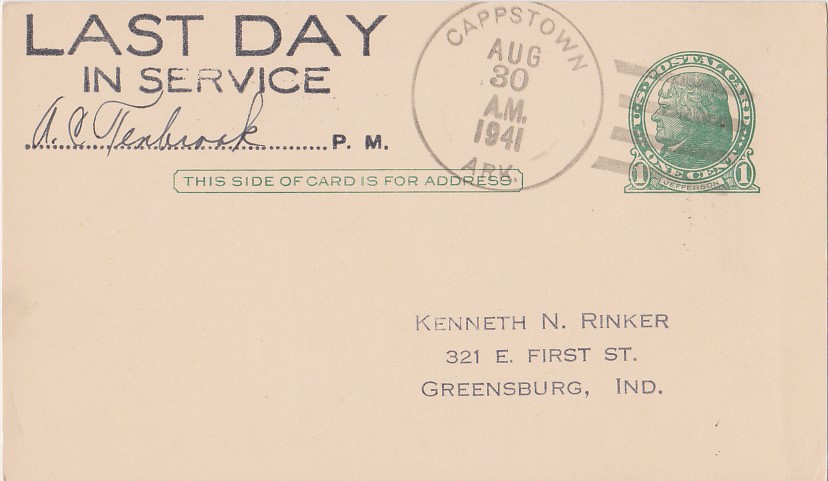 LAST DAY
IN SERVICE
A. C. Tenbrook P. M.
CAPPSTOWN
AUG
30
A.M.
1941
ARK.
U.S. POSTAL CARD
ONE CENT
1 JEFFERSON 1
THIS SIDE OF CARD IS FOR ADDRESS
KENNETH N. RINKER
321 E. FIRST ST.
GREENSBURG, IND.